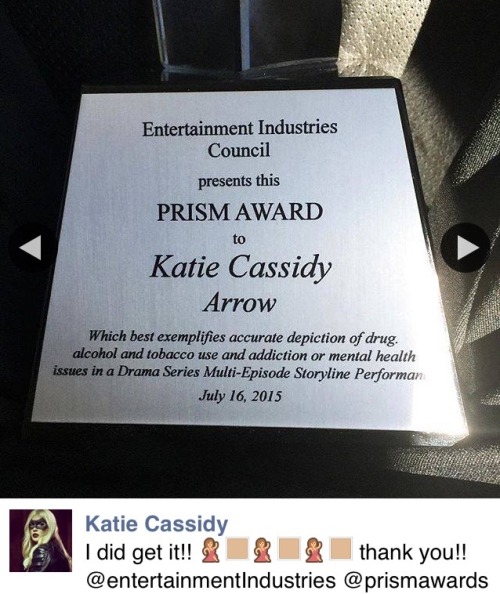 Entertainment Industries
Council
presents this
PRISM AWARD
to
Katie Cassidy
Arrow
Which best exemplifies accurate depiction of drug.
alcohol and tobacco use and addiction or mental health
issues in a Drama Series Multi-Episode Storyline Performan
July 16, 2015
Katie Cassidy
I did get it!! 💃🏽💃🏽💃🏽 thank you!!
@entertainmentIndustries @prismawards